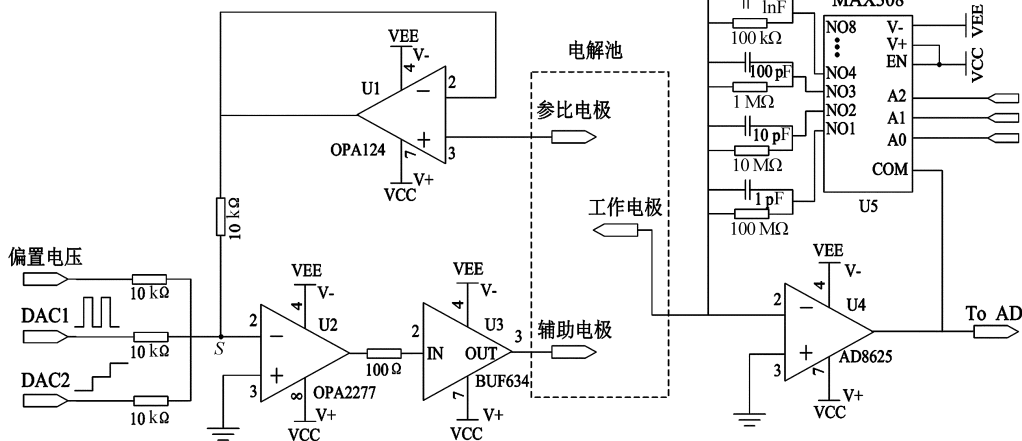 MAX308
1nF
100 kΩ
NO8
V-
V+
EN
VEE
VCC
100 pF
NO4
1 MΩ
NO3
NO2
NO1
A2
A1
A0
10 pF
10 MΩ
COM
1 pF
100 MΩ
U5
VEE
V-
4
U1
2
3
OPA124
7
V+
VCC
电解池
参比电极
工作电极
辅助电极
10 kΩ
偏置电压
10 kΩ
DAC1
10 kΩ
S
DAC2
10 kΩ
VEE
V-
4
2
U2
3
OPA2277
8
V+
VCC
100 Ω
VEE
V-
4
2
U3
3
IN
OUT
BUF634
7
V+
VCC
VEE
V-
4
2
U4
3
AD8625
7
V+
VCC
To AD